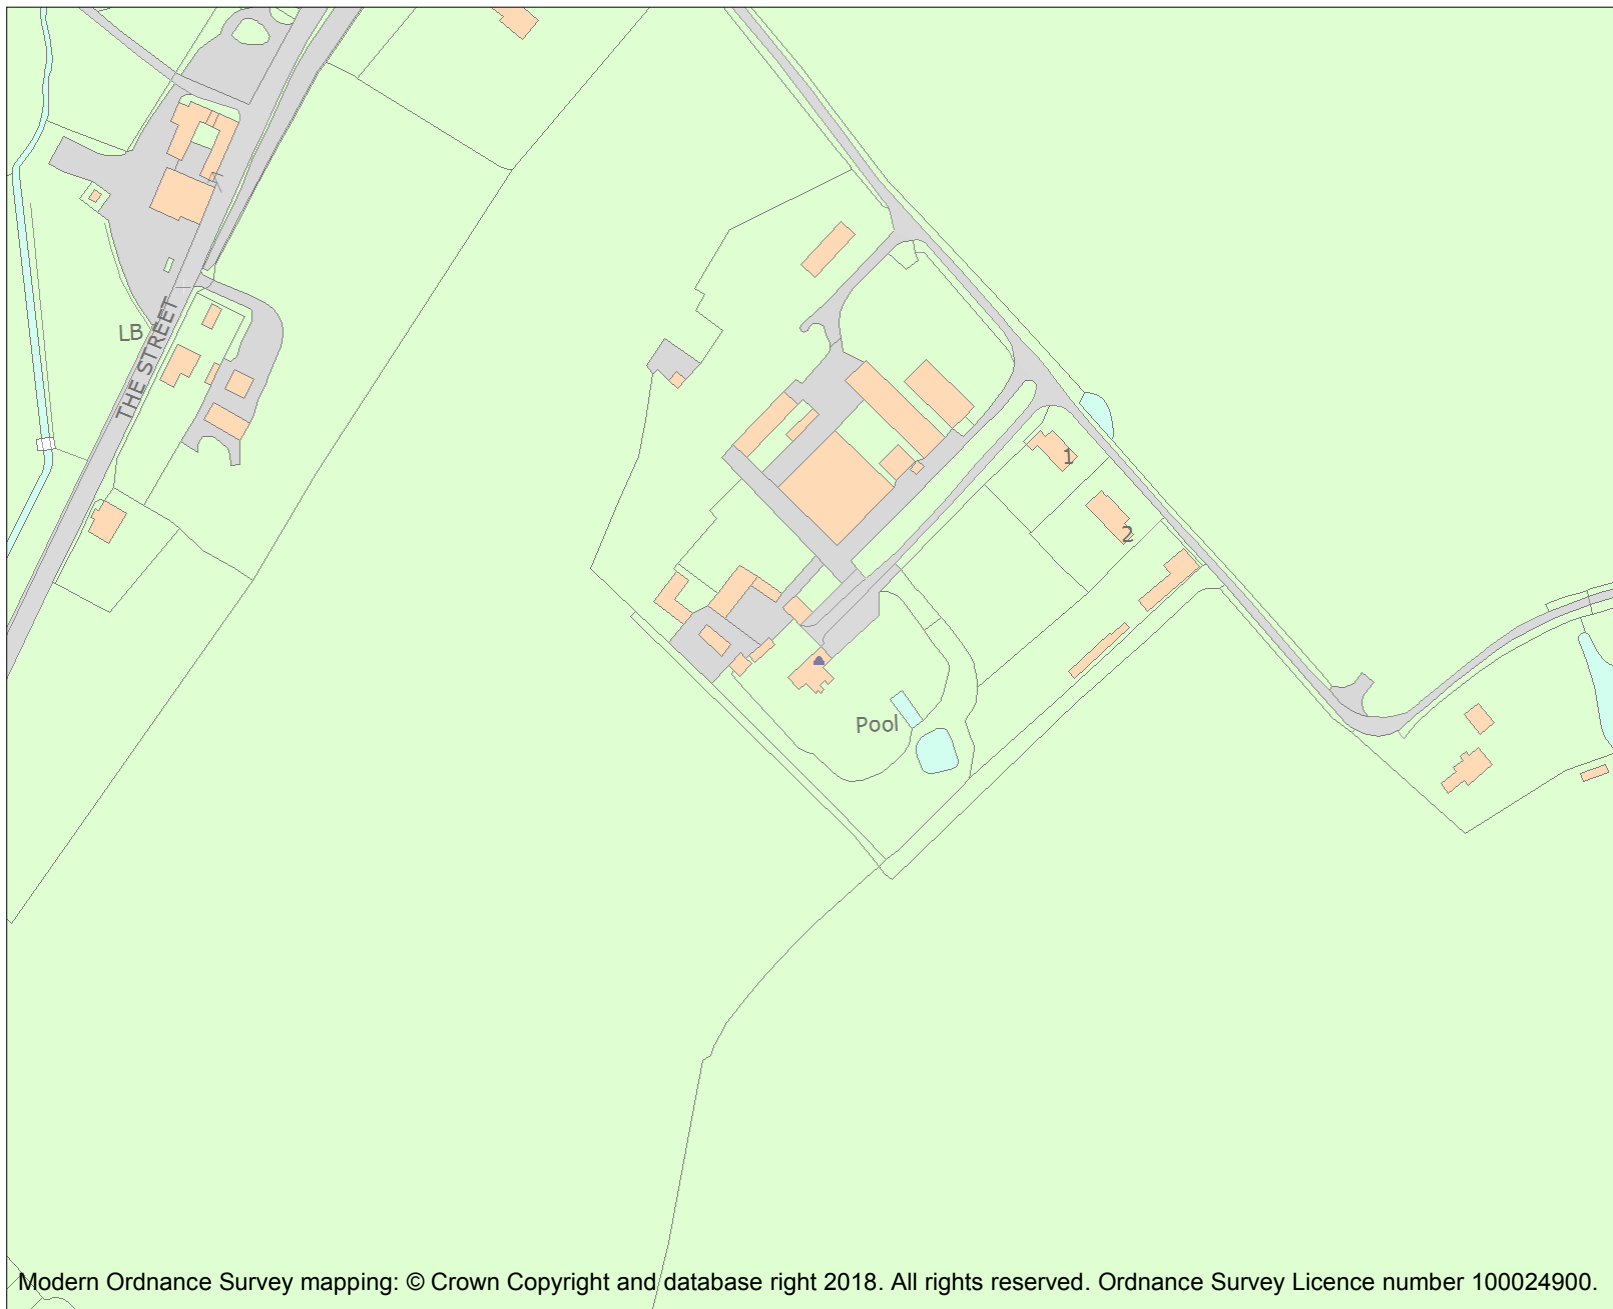 LB
THE STREET
1
2
Pool
Modern Ordnance Survey mapping: © Crown Copyright and database right 2018. All rights reserved. Ordnance Survey Licence number 100024900.